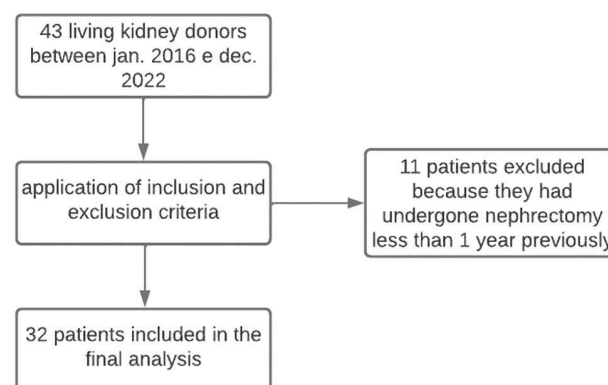 43 living kidney donors
between jan. 2016 e dec.
2022
application of inclusion and
exclusion criteria
11 patients excluded
because they had
undergone nephrectomy
less than 1 year previously
32 patients included in the
final analysis